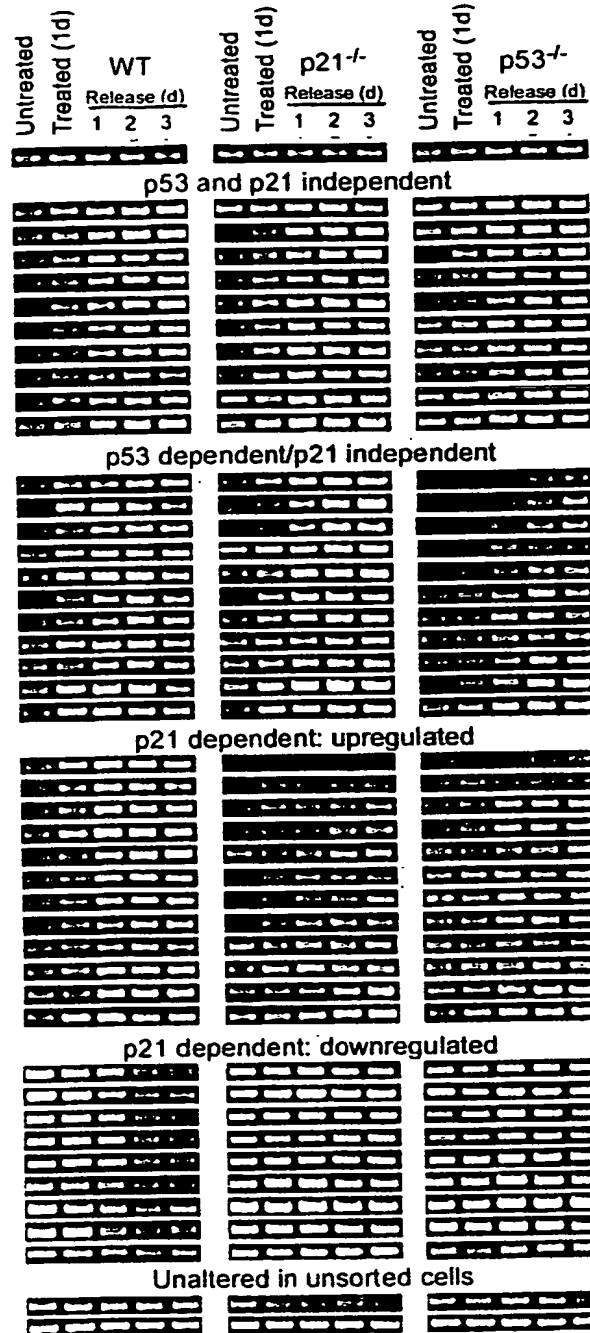 Untreated Treated (1d) WT Release (d) 1 2 3
Untreated Treated (1d) p21-/- Release (d) 1 2 3
Untreated Treated (1d) p53-/- Release (d) 1 2 3
p53 and p21 independent
p53 dependent/p21 independent
p21 dependent: upregulated
p21 dependent: downregulated
Unaltered in unsorted cells